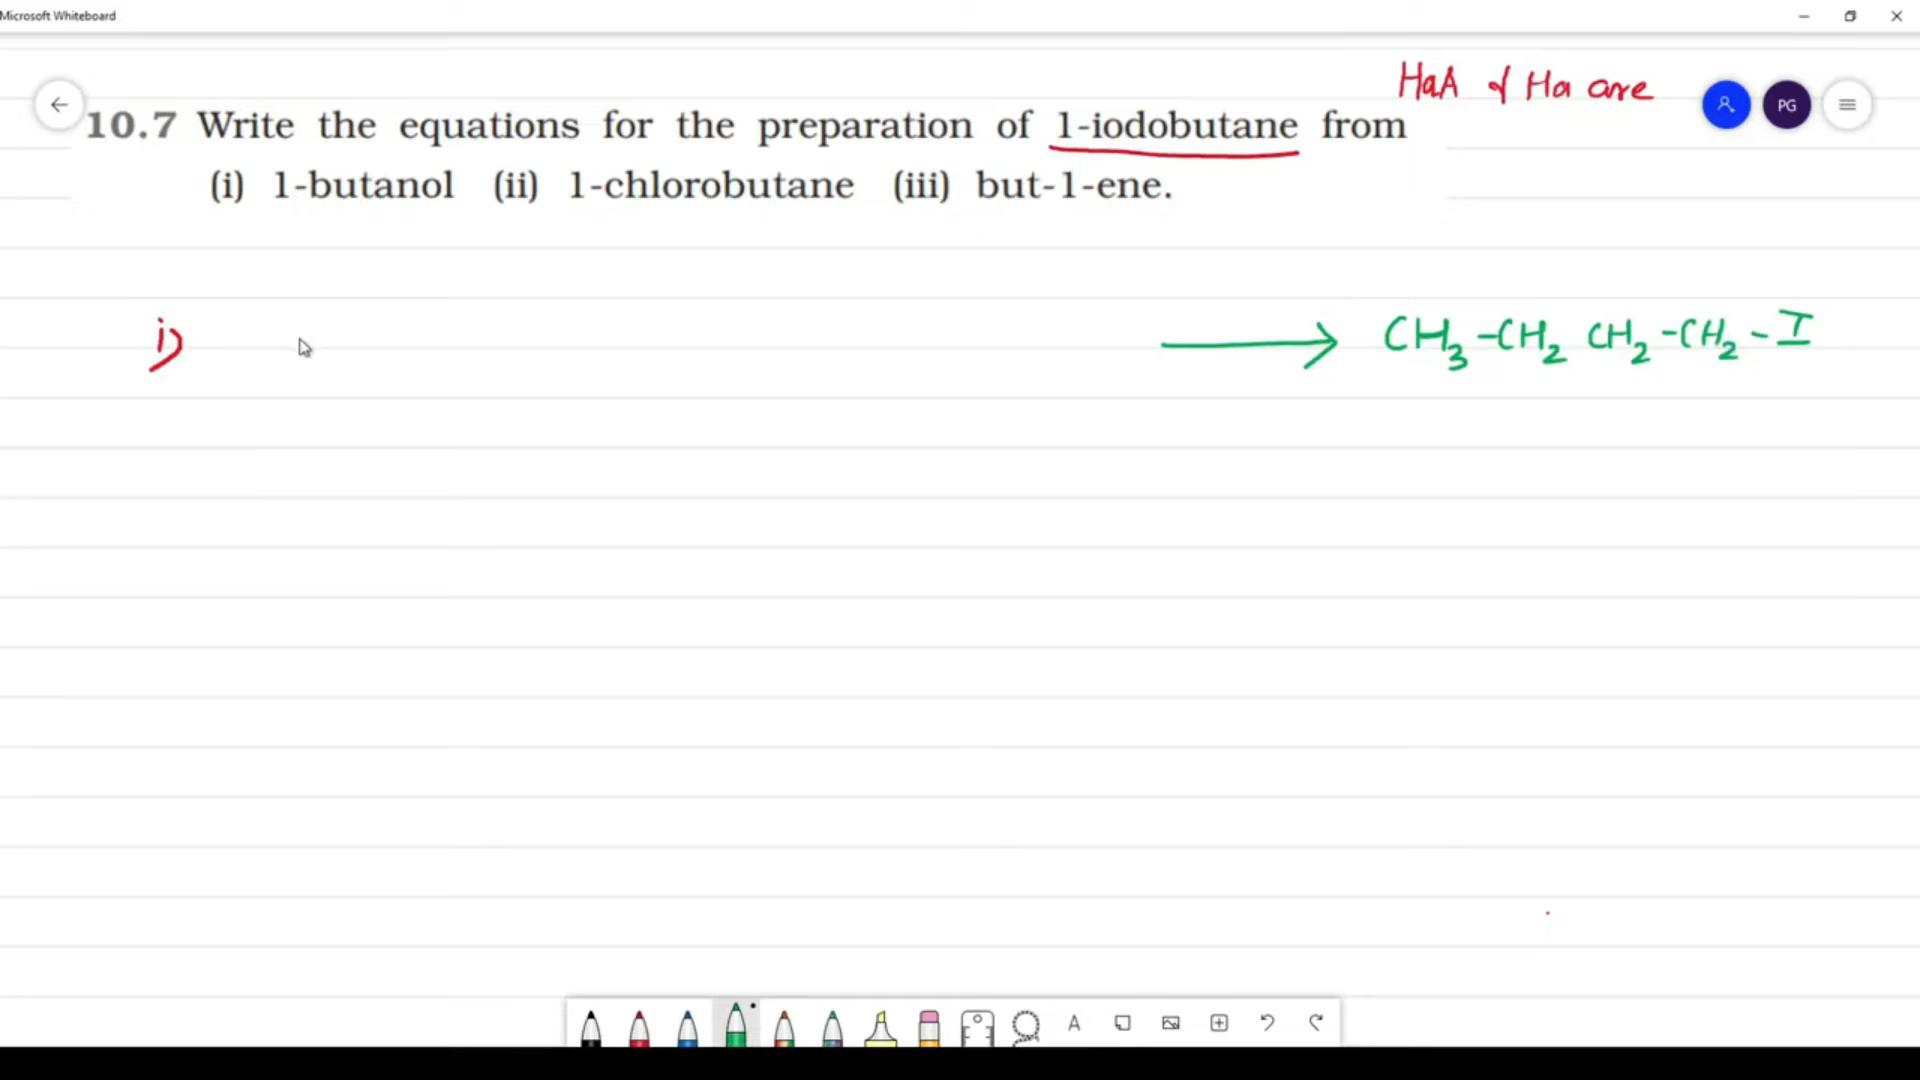 Microsoft Whiteboard
HaA & Ha are
PG
10.7 Write the equations for the preparation of 1-iodobutane from
(i) 1-butanol (ii) 1-chlorobutane (iii) but-1-ene.
i) → CH₃-CH₂ CH₂-CH₂-I
A